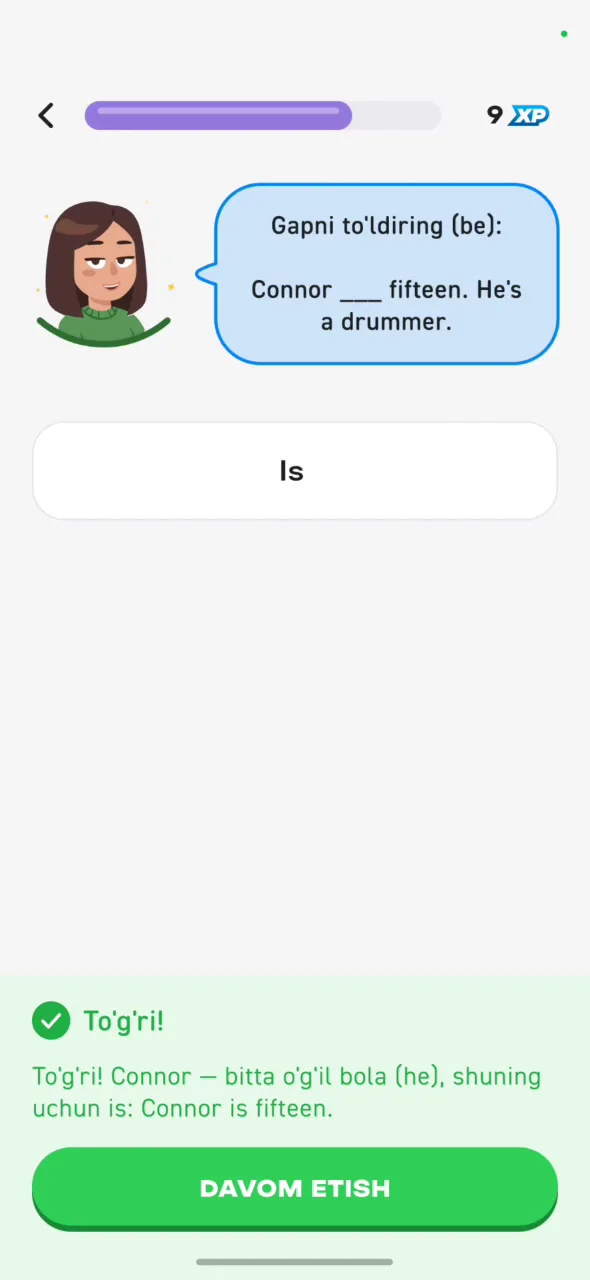 9 XP
Gapni to'ldiring (be):
Connor ___ fifteen. He's
a drummer.
Is
To'g'ri!
To'g'ri! Connor — bitta o'g'il bola (he), shuning
uchun is: Connor is fifteen.
DAVOM ETISH